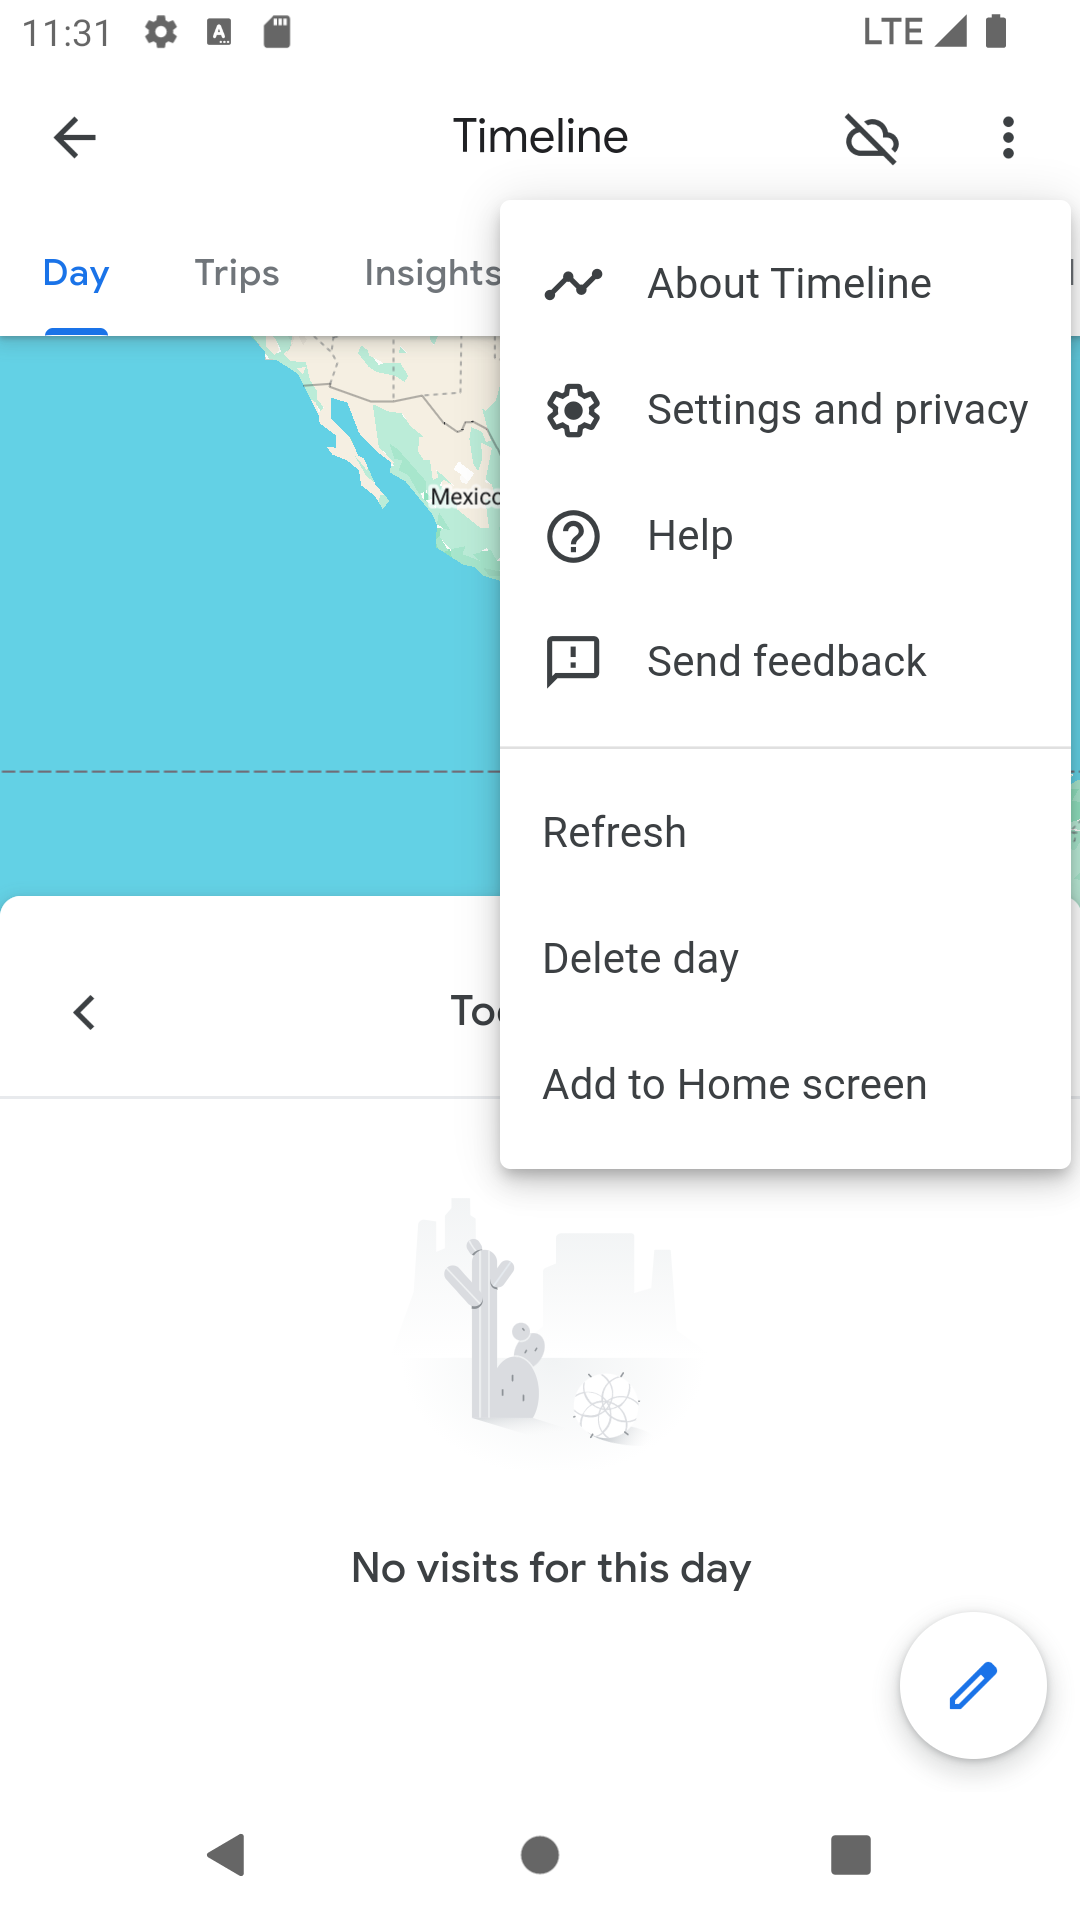 11:31
LTE
Timeline
Day
Trips
Insights
About Timeline
Settings and privacy
Mexico
Help
Send feedback
Refresh
Delete day
Add to Home screen
No visits for this day